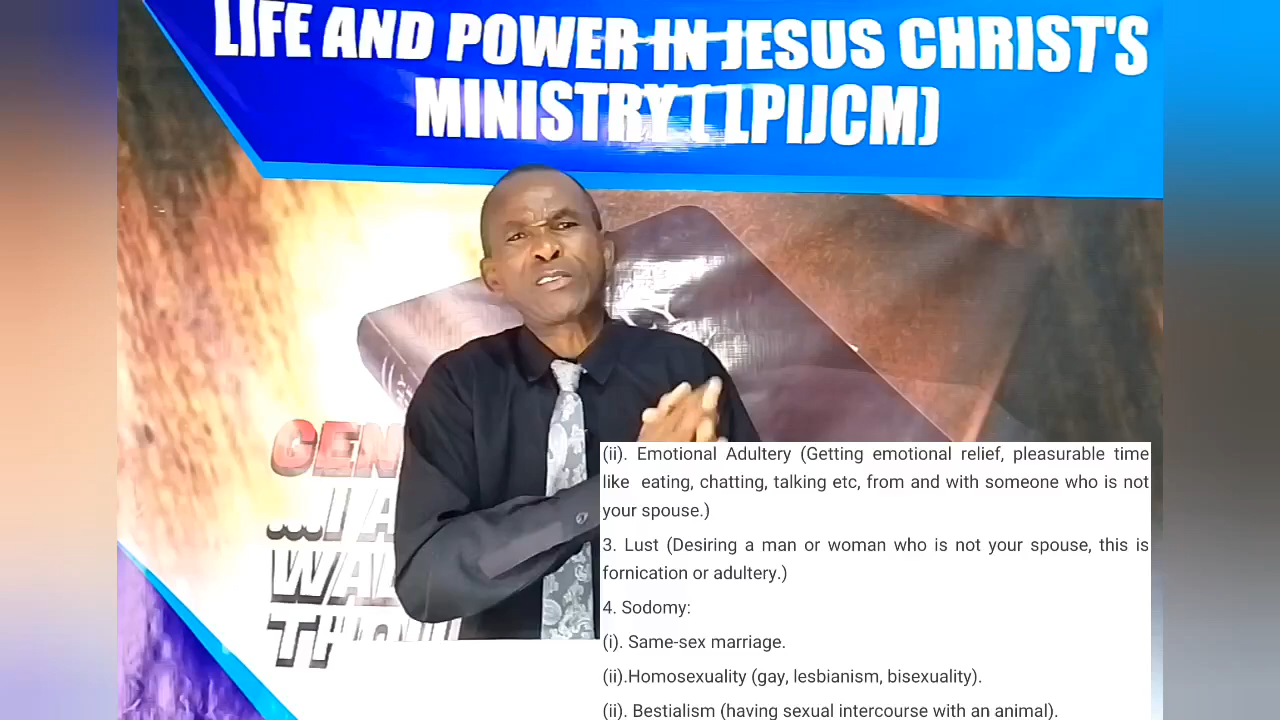 LIFE AND POWER IN JESUS CHRIST'S
MINISTRY (LPIJCM)
(ii). Emotional Adultery (Getting emotional relief, pleasurable time
like eating, chatting, talking etc, from and with someone who is not
your spouse.)
3. Lust (Desiring a man or woman who is not your spouse, this is
fornication or adultery.)
4. Sodomy:
(i). Same-sex marriage.
(ii).Homosexuality (gay, lesbianism, bisexuality).
(ii). Bestialism (having sexual intercourse with an animal).